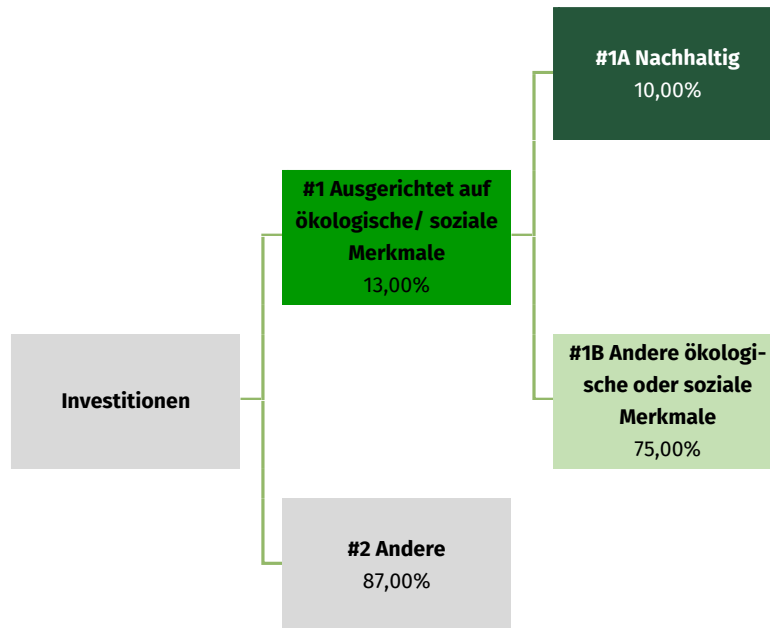 #1A Nachhaltig
10,00%
#1 Ausgerichtet auf
ökologische/ soziale
Merkmale
13,00%
Investitionen
#1B Andere ökologi-
sche oder soziale
Merkmale
75,00%
#2 Andere
87,00%